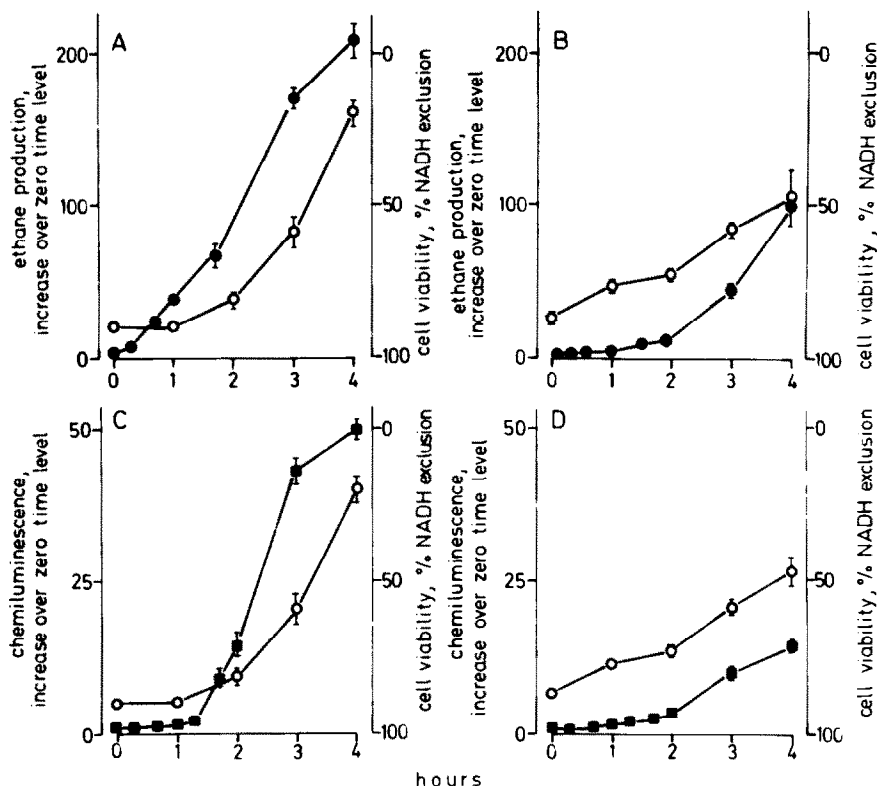 A
200
100
0
0
50
100
0 1 2 3 4
ethane production,
increase over zero time level
cell viability, % NADH exclusion
B
200
100
0
0
50
100
0 1 2 3 4
ethane production,
increase over zero time level
cell viability, % NADH exclusion
C
50
25
0
0
50
100
0 1 2 3 4
chemiluminescence,
increase over zero time level
cell viability, % NADH exclusion
D
50
25
0
0
50
100
0 1 2 3 4
chemiluminescence,
increase over zero time level
cell viability, % NADH exclusion
hours